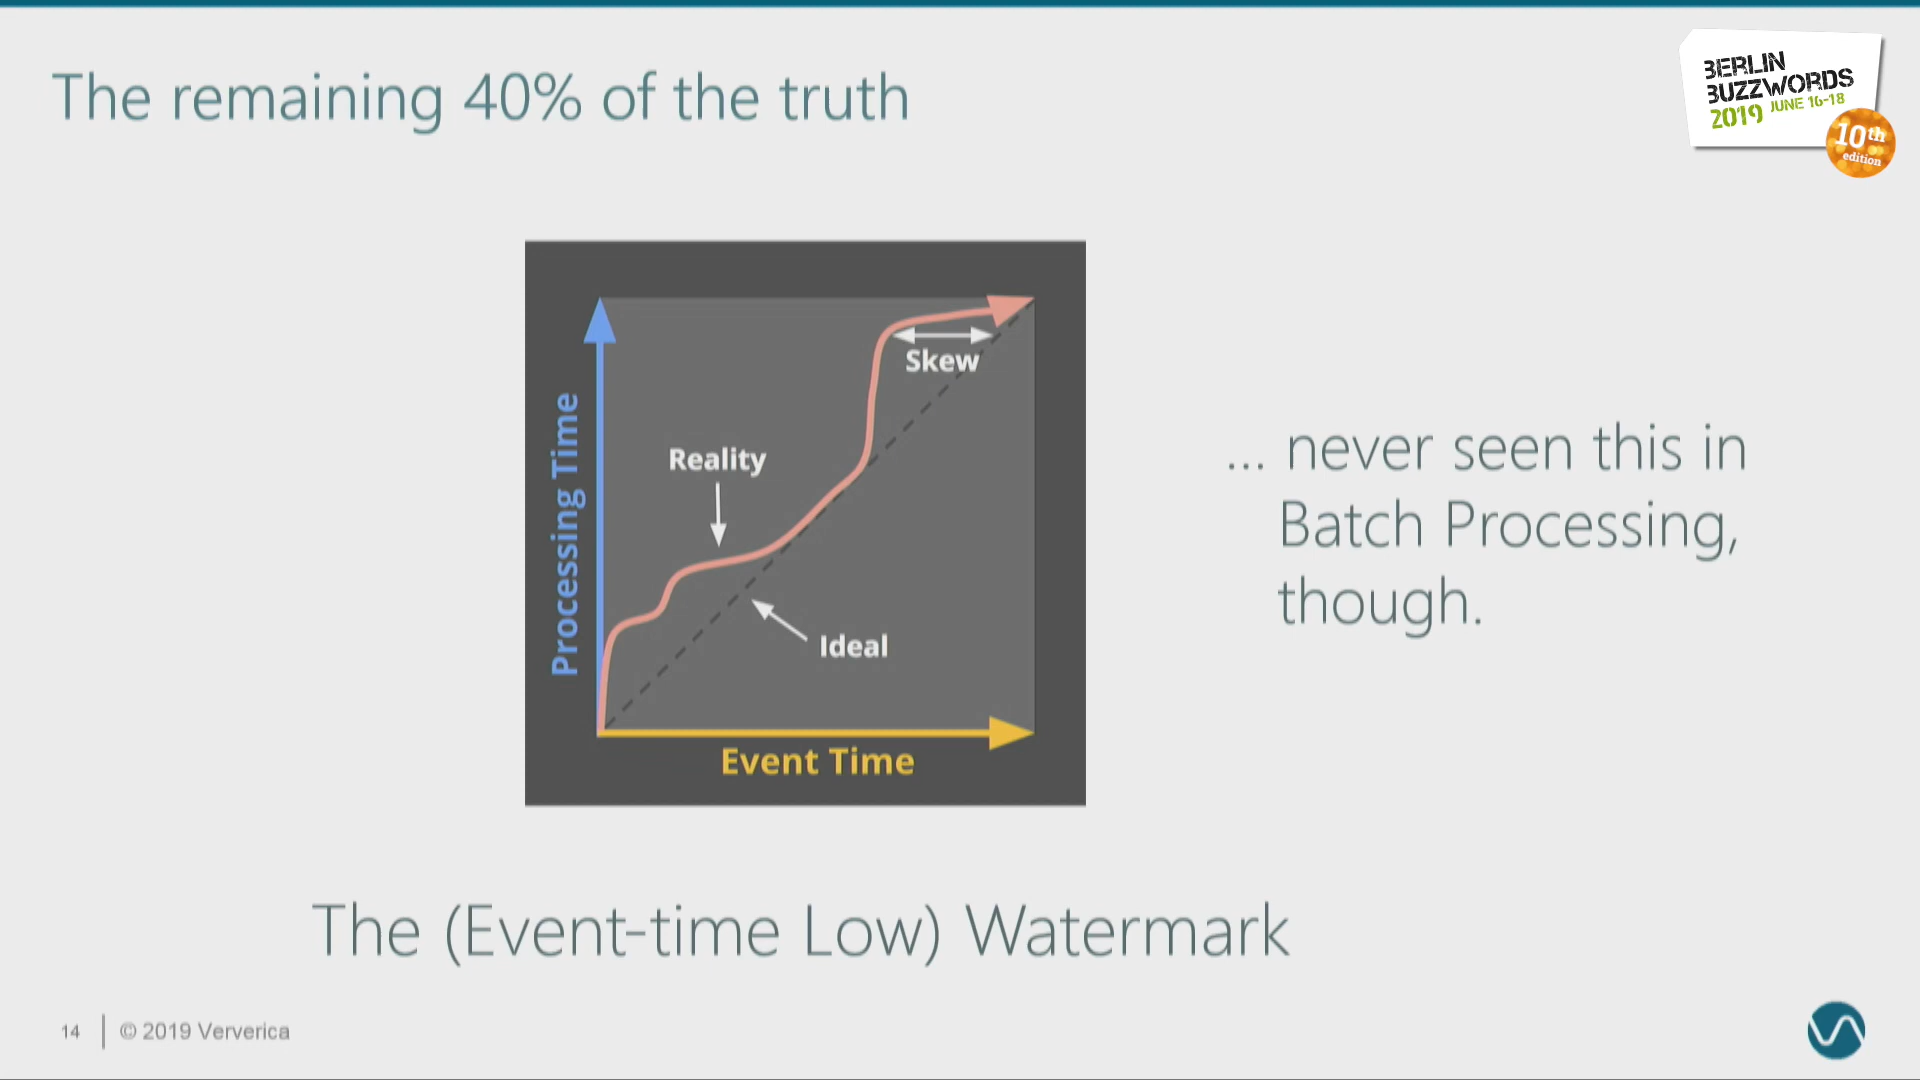 The remaining 40% of the truth
BERLIN
BUZZWORDS
2019 JUNE 16-18
10th
edition
Processing Time
Skew
Reality
Ideal
Event Time
... never seen this in
Batch Processing,
though.
The (Event-time Low) Watermark
14
© 2019 Ververica